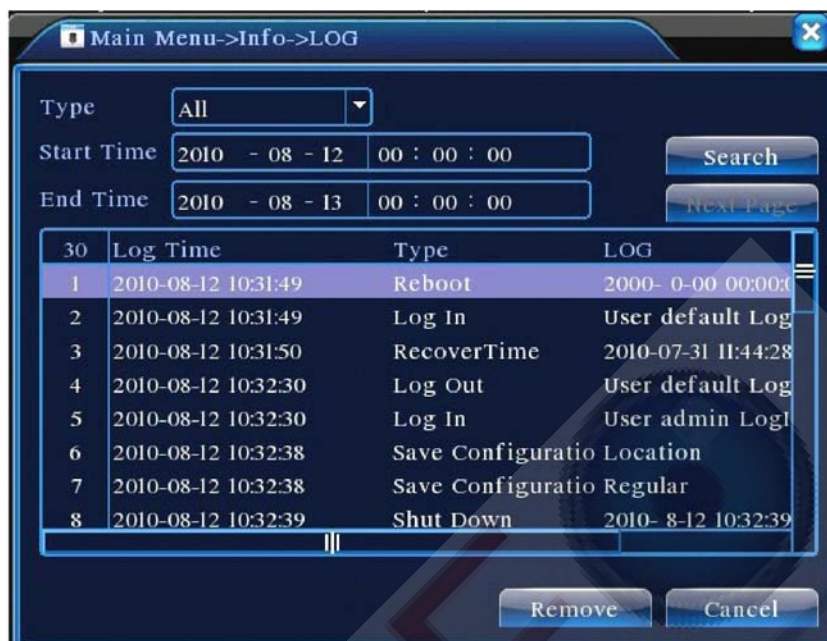 Main Menu->Info->LOG
Type All
Start Time 2010 - 08 - 12 00 : 00 : 00
Search
End Time 2010 - 08 - 13 00 : 00 : 00
Next Page
30 Log Time Type LOG
1 2010-08-12 10:31:49 Reboot 2000- 0-00 00:00:0
2 2010-08-12 10:31:49 Log In User default Log
3 2010-08-12 10:31:50 RecoverTime 2010-07-31 11:44:28
4 2010-08-12 10:32:30 Log Out User default Log
5 2010-08-12 10:32:30 Log In User admin LogI
6 2010-08-12 10:32:38 Save Configuratio Location
7 2010-08-12 10:32:38 Save Configuratio Regular
8 2010-08-12 10:32:39 Shut Down 2010- 8-12 10:32:39
Remove Cancel